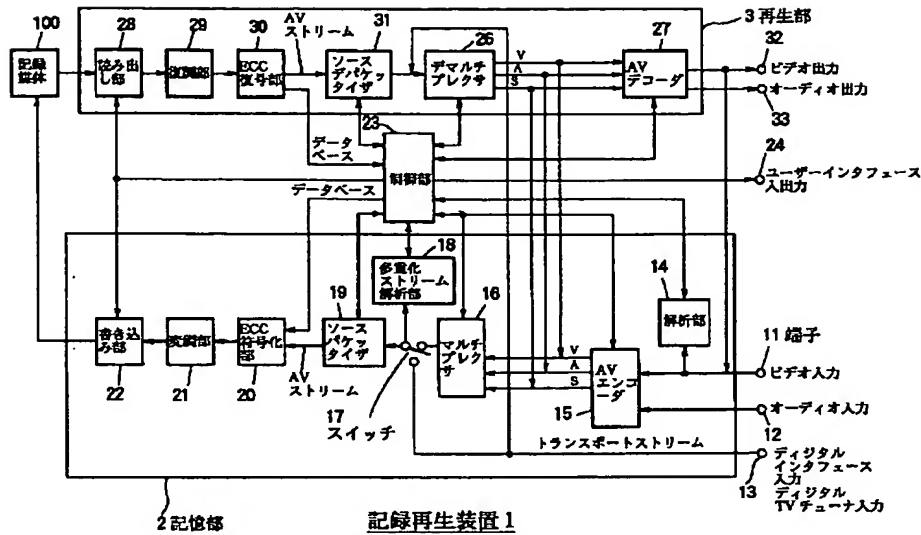 100
記録
媒体
28
読み出
し部
29
復調部
30
ECC
復号部
AV
ストリーム
31
ソース
デパケッ
タイザ
26
デマルチ
プレクサ
V
A
S
27
AV
デコーダ
3 再生部
32
ビデオ出力
オーディオ出力
33
24
ユーザーインタフェース
入出力
23
制御部
データ
ベース
データベース
18
多重化
ストリーム
解析部
14
解析部
11 端子
ビデオ入力
オーディオ入力
12
13
ディジタル
インタフェース
入力
ディジタル
TVチューナ入力
書き込
み部
22
変調部
21
ECC
符号化
部
20
19
ソース
パケッ
タイザ
AV
ストリーム
17
スイッチ
16
マルチ
プレク
サ
V
A
S
AV
エンコ
ーダ
15
トランスポートストリーム
2 記憶部
記録再生装置1